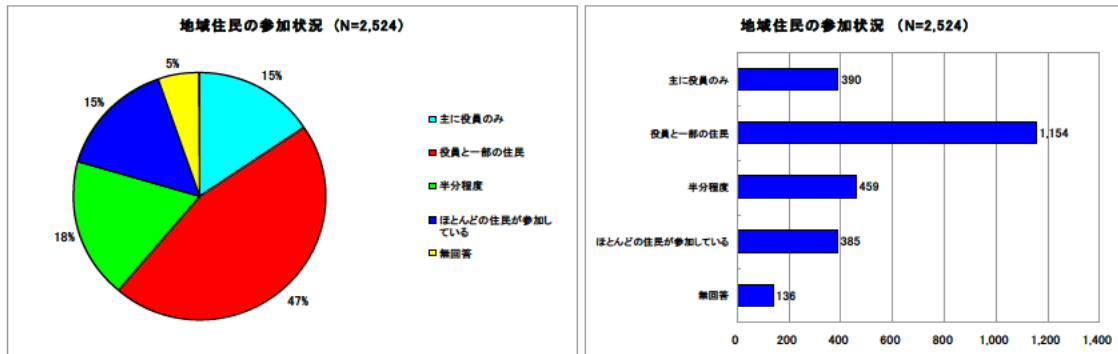 地域住民の参加状況 (N=2,524)
5%
15%
15%
18%
47%
主に役員のみ
役員と一部の住民
半分程度
ほとんどの住民が参加し
ている
無回答
地域住民の参加状況 (N=2,524)
主に役員のみ
390
役員と一部の住民
1,154
半分程度
459
ほとんどの住民が参加している
385
無回答
136
0 200 400 600 800 1,000 1,200 1,400